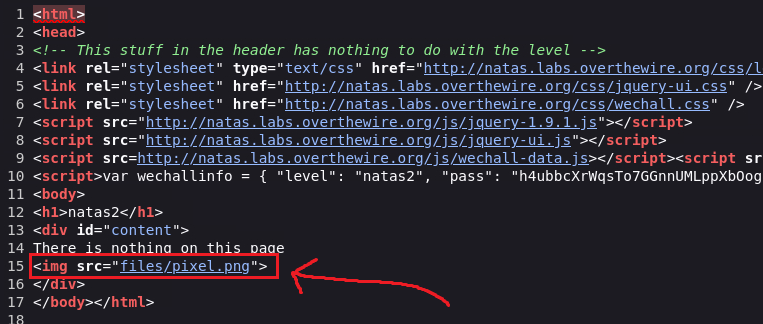 1 <html>
2 <head>
3 <!-- This stuff in the header has nothing to do with the level -->
4 <link rel="stylesheet" type="text/css" href="http://natas.labs.overthewire.org/css/l
5 <link rel="stylesheet" href="http://natas.labs.overthewire.org/css/jquery-ui.css" />
6 <link rel="stylesheet" href="http://natas.labs.overthewire.org/css/wechall.css" />
7 <script src="http://natas.labs.overthewire.org/js/jquery-1.9.1.js"></script>
8 <script src="http://natas.labs.overthewire.org/js/jquery-ui.js"></script>
9 <script src=http://natas.labs.overthewire.org/js/wechall-data.js></script><script sr
10 <script>var wechallinfo = { "level": "natas2", "pass": "h4ubbcXrWqsTo7GGnnUMLppXbOog
11 <body>
12 <h1>natas2</h1>
13 <div id="content">
14 There is nothing on this page
15 <img src="files/pixel.png">
16 </div>
17 </body></html>
18